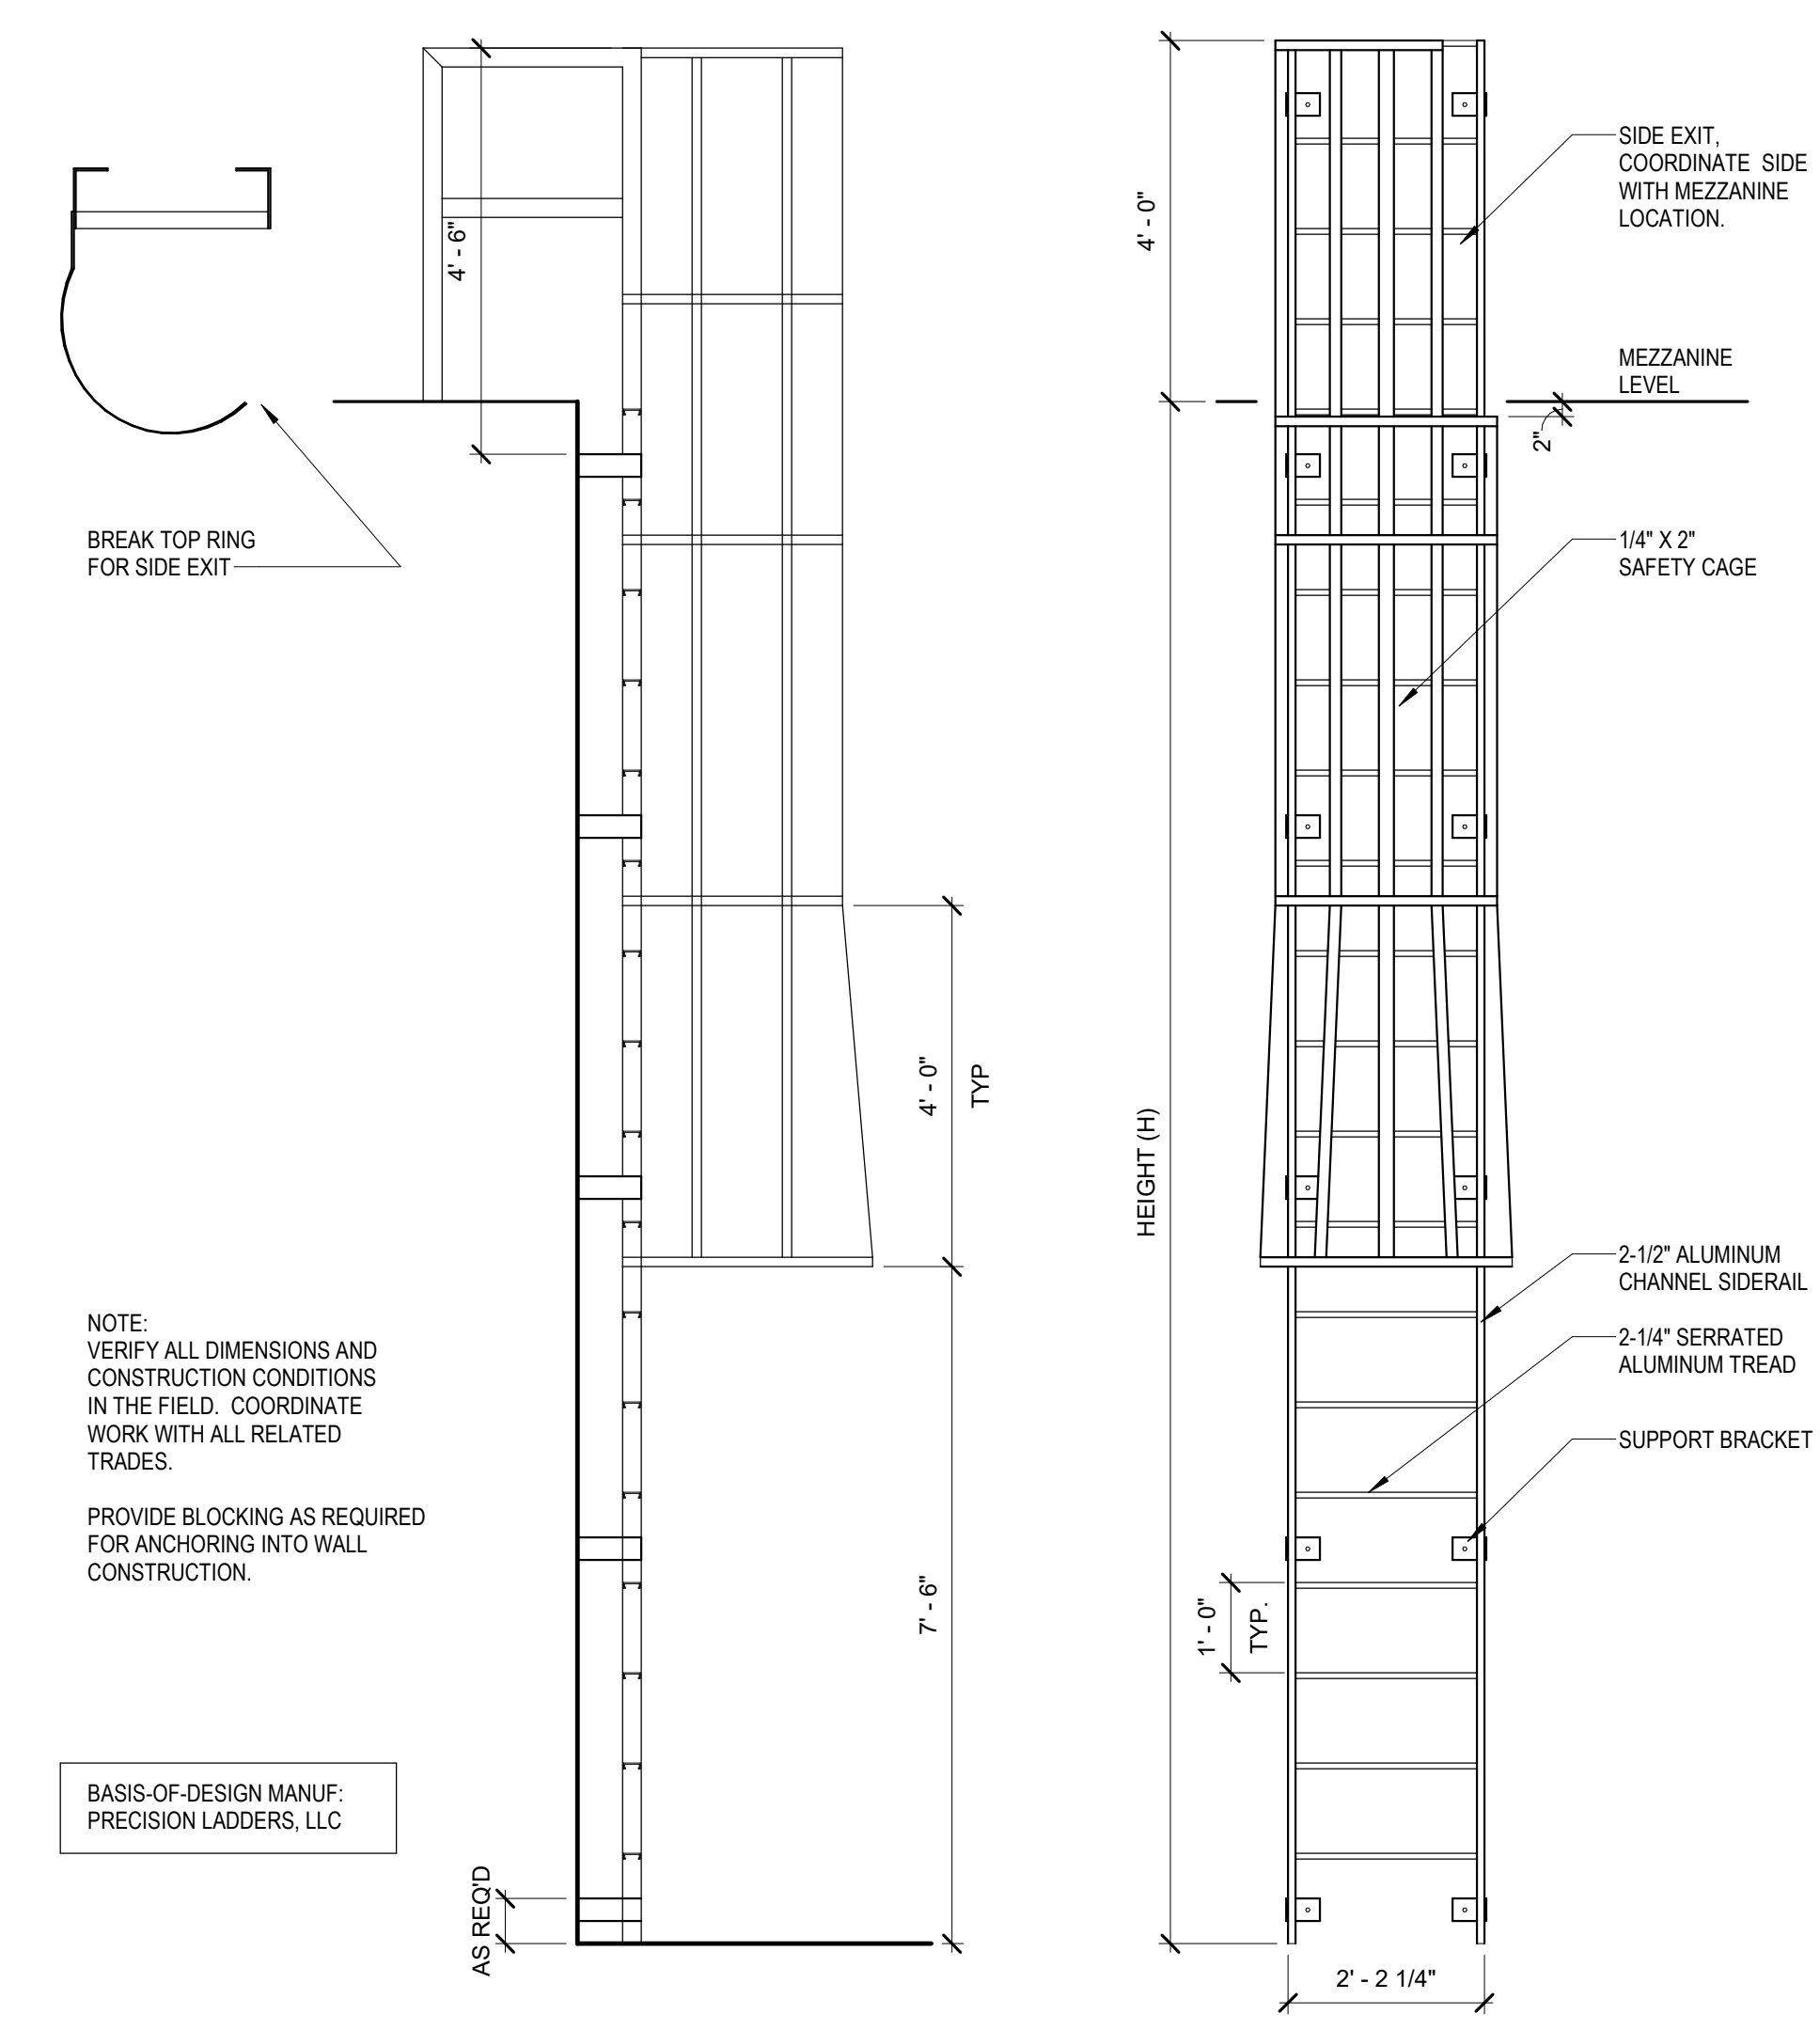 4' - 6"
BREAK TOP RING
FOR SIDE EXIT
4' - 0"
TYP
7' - 6"
NOTE:
VERIFY ALL DIMENSIONS AND
CONSTRUCTION CONDITIONS
IN THE FIELD.  COORDINATE
WORK WITH ALL RELATED
TRADES.
PROVIDE BLOCKING AS REQUIRED
FOR ANCHORING INTO WALL
CONSTRUCTION.
BASIS-OF-DESIGN MANUF:
PRECISION LADDERS, LLC
AS REQ'D
4' - 0"
SIDE EXIT,
COORDINATE  SIDE
WITH MEZZANINE
LOCATION.
MEZZANINE
LEVEL
2"
1/4" X 2"
SAFETY CAGE
HEIGHT (H)
2-1/2" ALUMINUM
CHANNEL SIDERAIL
2-1/4" SERRATED
ALUMINUM TREAD
SUPPORT BRACKET
1' - 0"
TYP.
2' - 2 1/4"